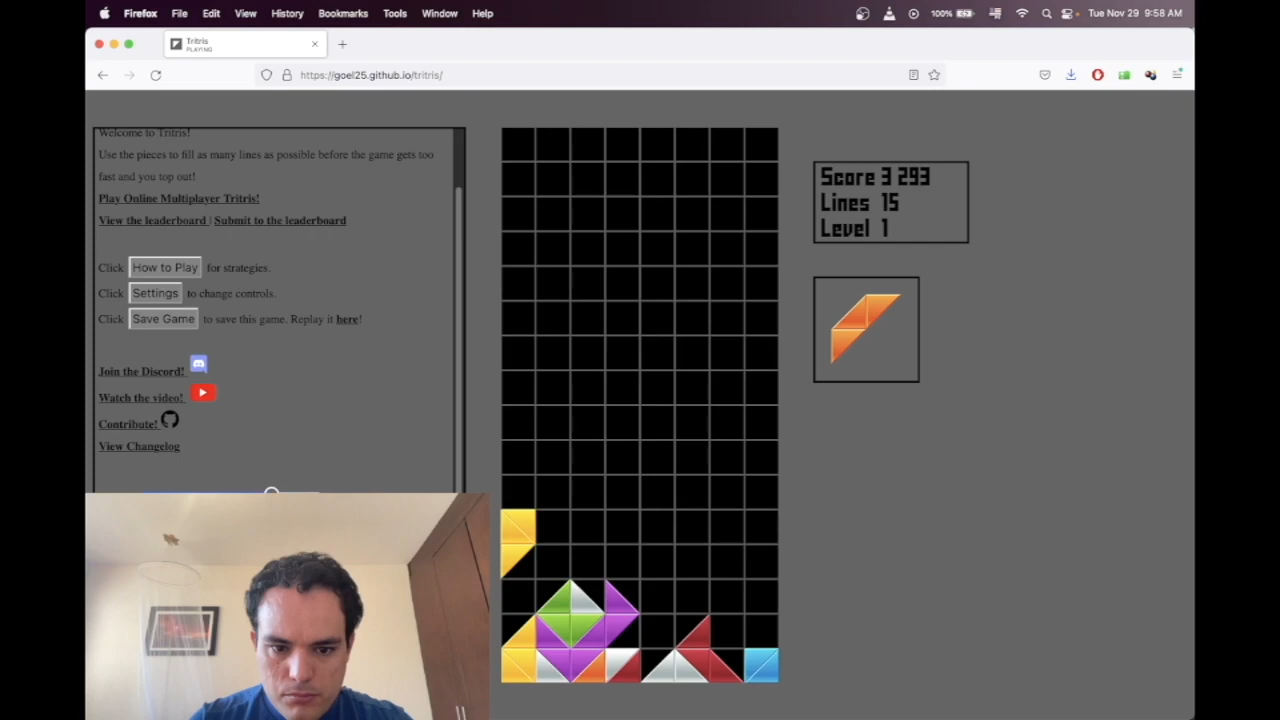 Firefox File Edit View History Bookmarks Tools Window Help 100% Tue Nov 29 9:58 AM
Tritris
PLAYING
https://goel25.github.io/tritris/
Welcome to Tritris!
Use the pieces to fill as many lines as possible before the game gets too
fast and you top out!
Play Online Multiplayer Tritris!
View the leaderboard | Submit to the leaderboard
Click How to Play for strategies.
Click Settings to change controls.
Click Save Game to save this game. Replay it here!
Join the Discord!
Watch the video!
Contribute!
View Changelog
Score 3 293
Lines 15
Level 1